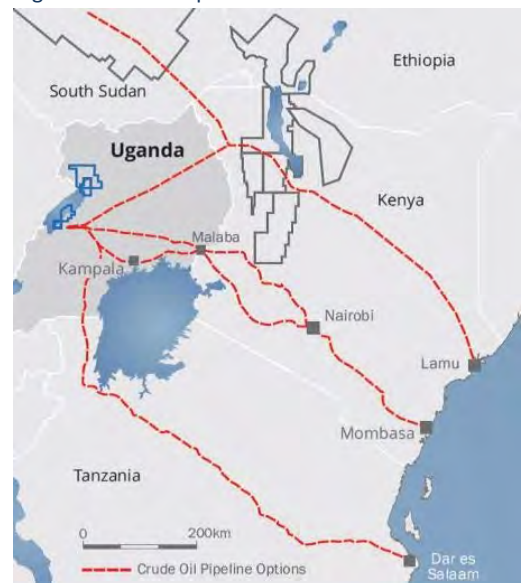 Ethiopia
South Sudan
Uganda
Kenya
Malaba
Kampala
Nairobi
Lamu
Mombasa
Tanzania
0
200km
Crude Oil Pipeline Options
Dar es
Salaam